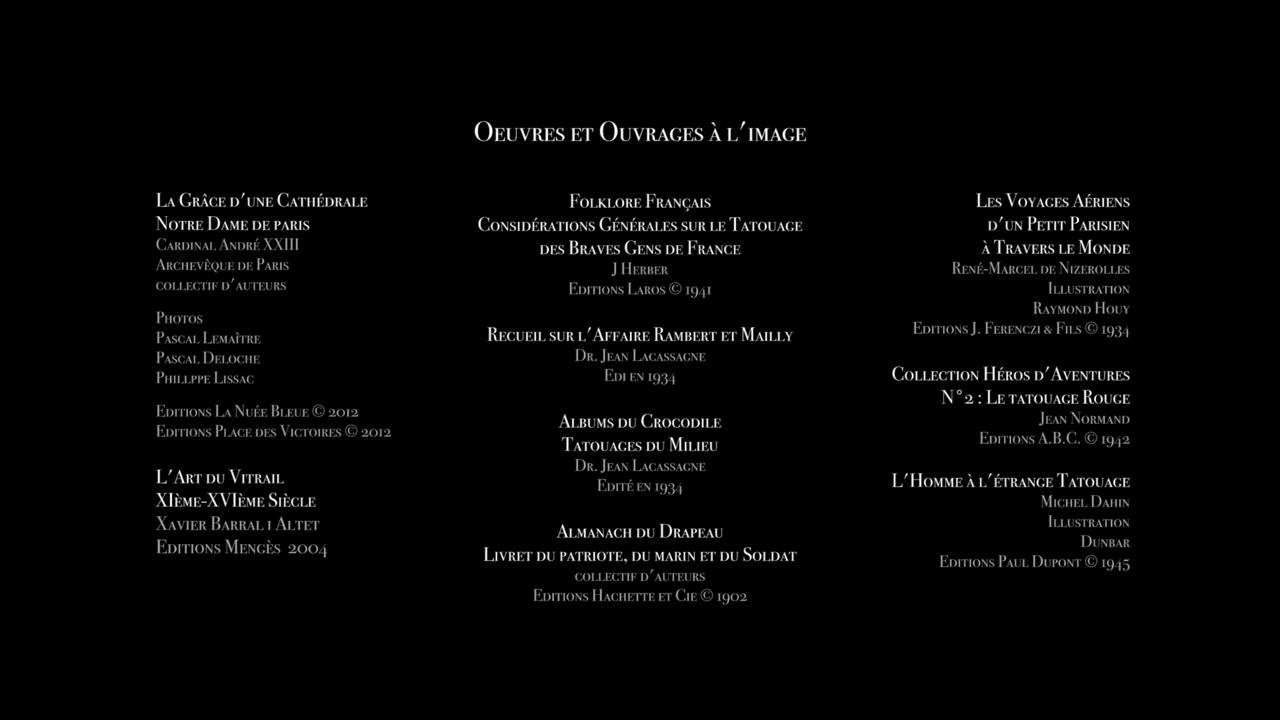 Oeuvres et Ouvrages à l'image
La Grâce d'une Cathédrale
Notre Dame de paris
Cardinal André XXIII
Archevêque de Paris
collectif d'auteurs
Photos
Pascal Lemaître
Pascal Deloche
Phillppe Lissac
Editions La Nuée Bleue © 2012
Editions Place des Victoires © 2012
L'Art du Vitrail
XIème-XVIème Siècle
Xavier Barral i Altet
Editions Mengès 2004
Folklore Français
Considérations Générales sur le Tatouage
des Braves Gens de France
J Herber
Editions Laros © 1941
Recueil sur l'Affaire Rambert et Mailly
Dr. Jean Lacassagne
Edi en 1934
Albums du Crocodile
Tatouages du Milieu
Dr. Jean Lacassagne
Edité en 1934
Almanach du Drapeau
Livret du patriote, du marin et du Soldat
collectif d'auteurs
Editions Hachette et Cie © 1902
Les Voyages Aériens
d'un Petit Parisien
à Travers le Monde
René-Marcel de Nizerolles
Illustration
Raymond Houy
Editions J. Ferenczi & Fils © 1934
Collection Héros d'Aventures
N°2 : Le tatouage Rouge
Jean Normand
Editions A.B.C. © 1942
L'Homme à l'étrange Tatouage
Michel Dahin
Illustration
Dunbar
Editions Paul Dupont © 1945